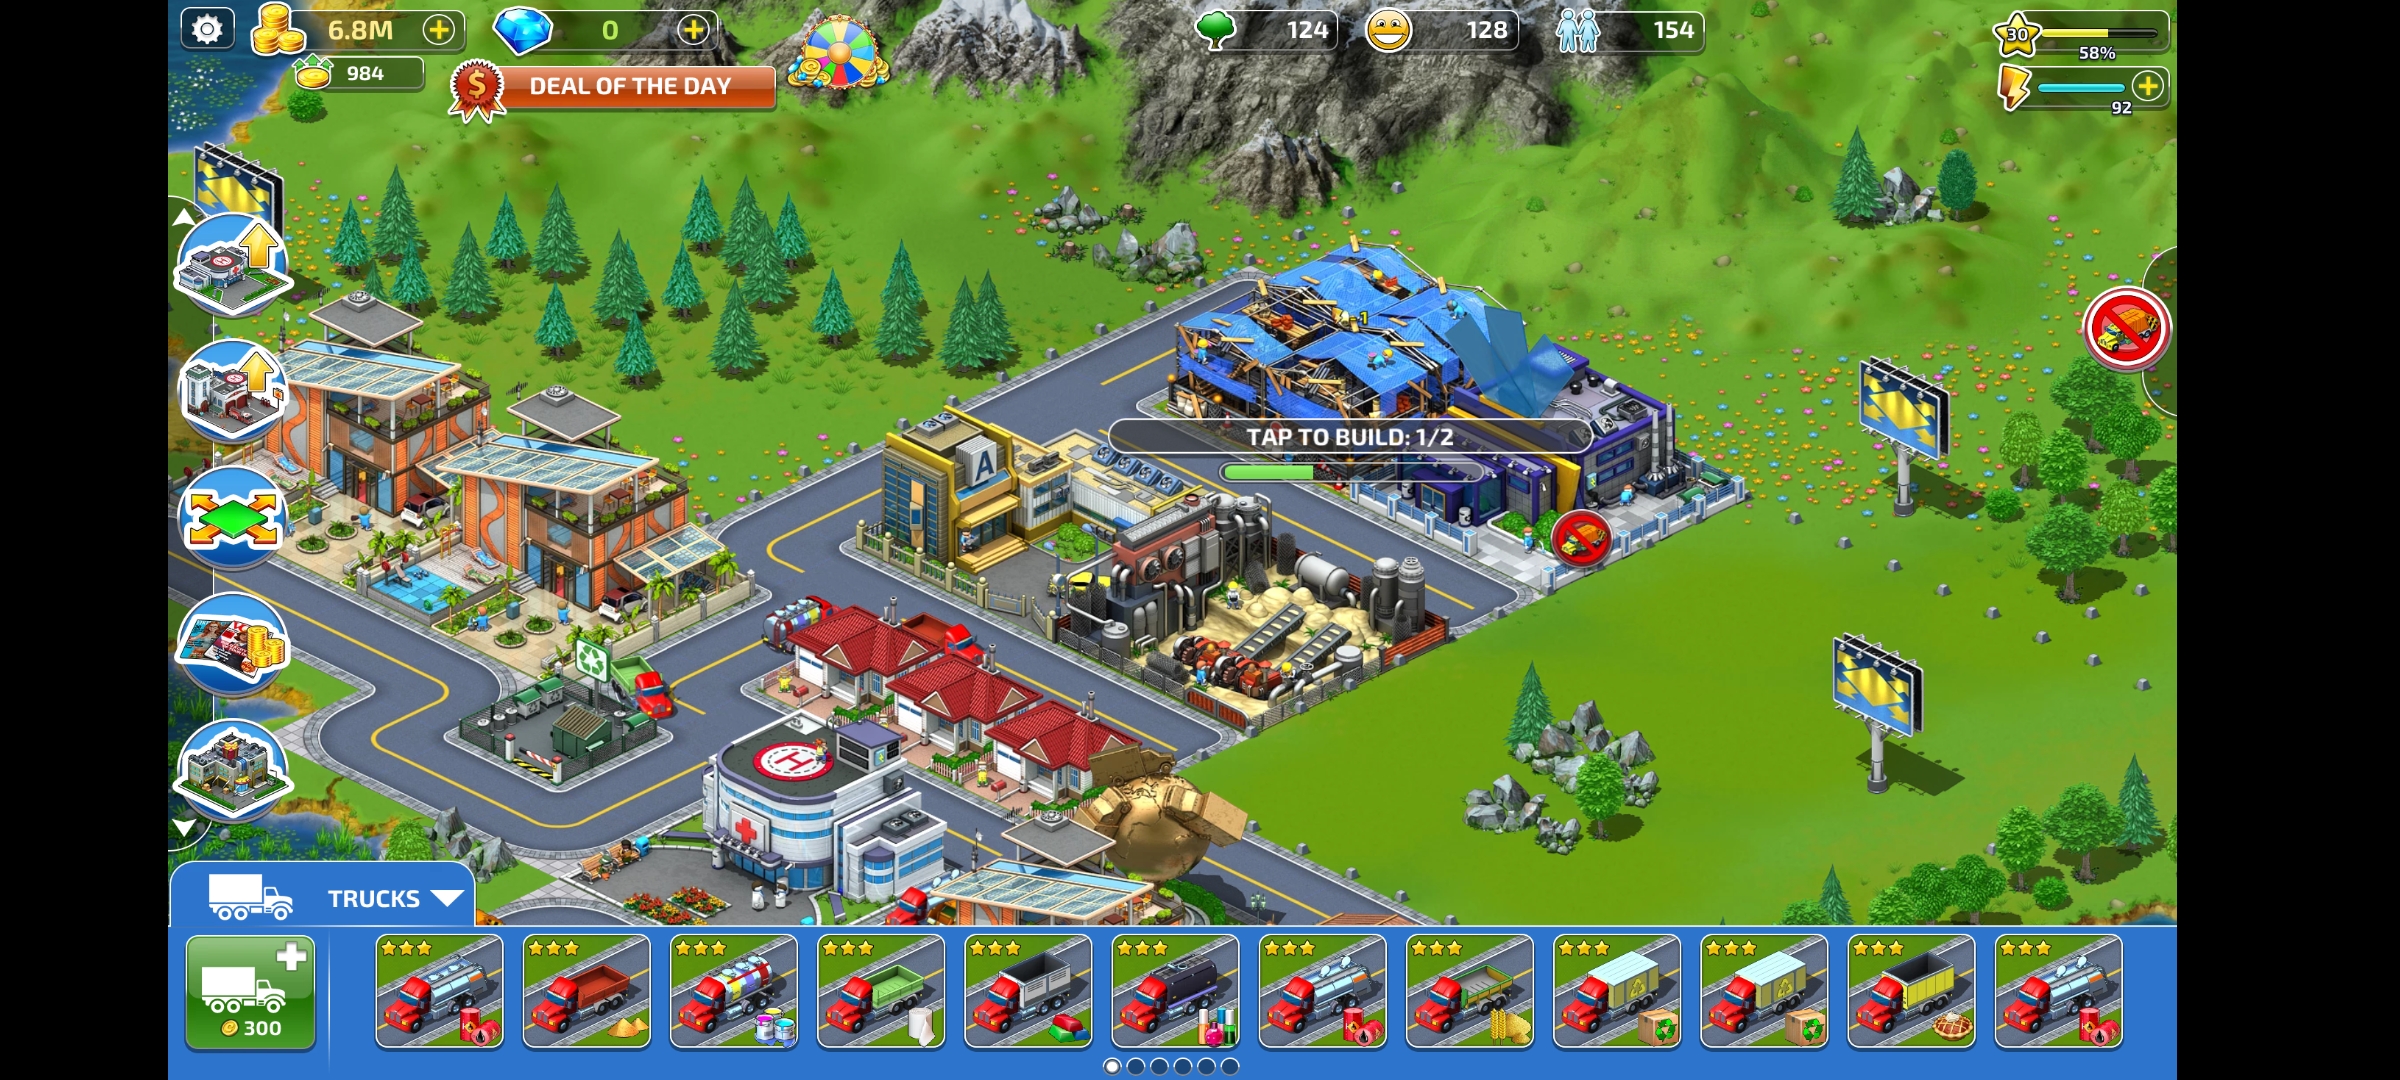 6.8M
0
124
128
154
30
58%
984
DEAL OF THE DAY
92
-1
TAP TO BUILD: 1/2
A
H
TRUCKS
300